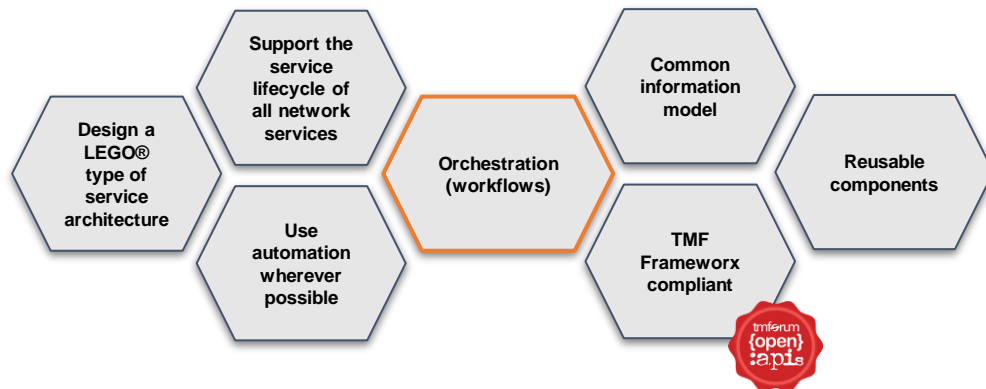 Design a
LEGO®
type of
service
architecture
Support the
service
lifecycle of
all network
services
Use
automation
wherever
possible
Orchestration
(workflows)
Common
information
model
TMF
Frameworx
compliant
tmforum
{open}
:apis
Reusable
components